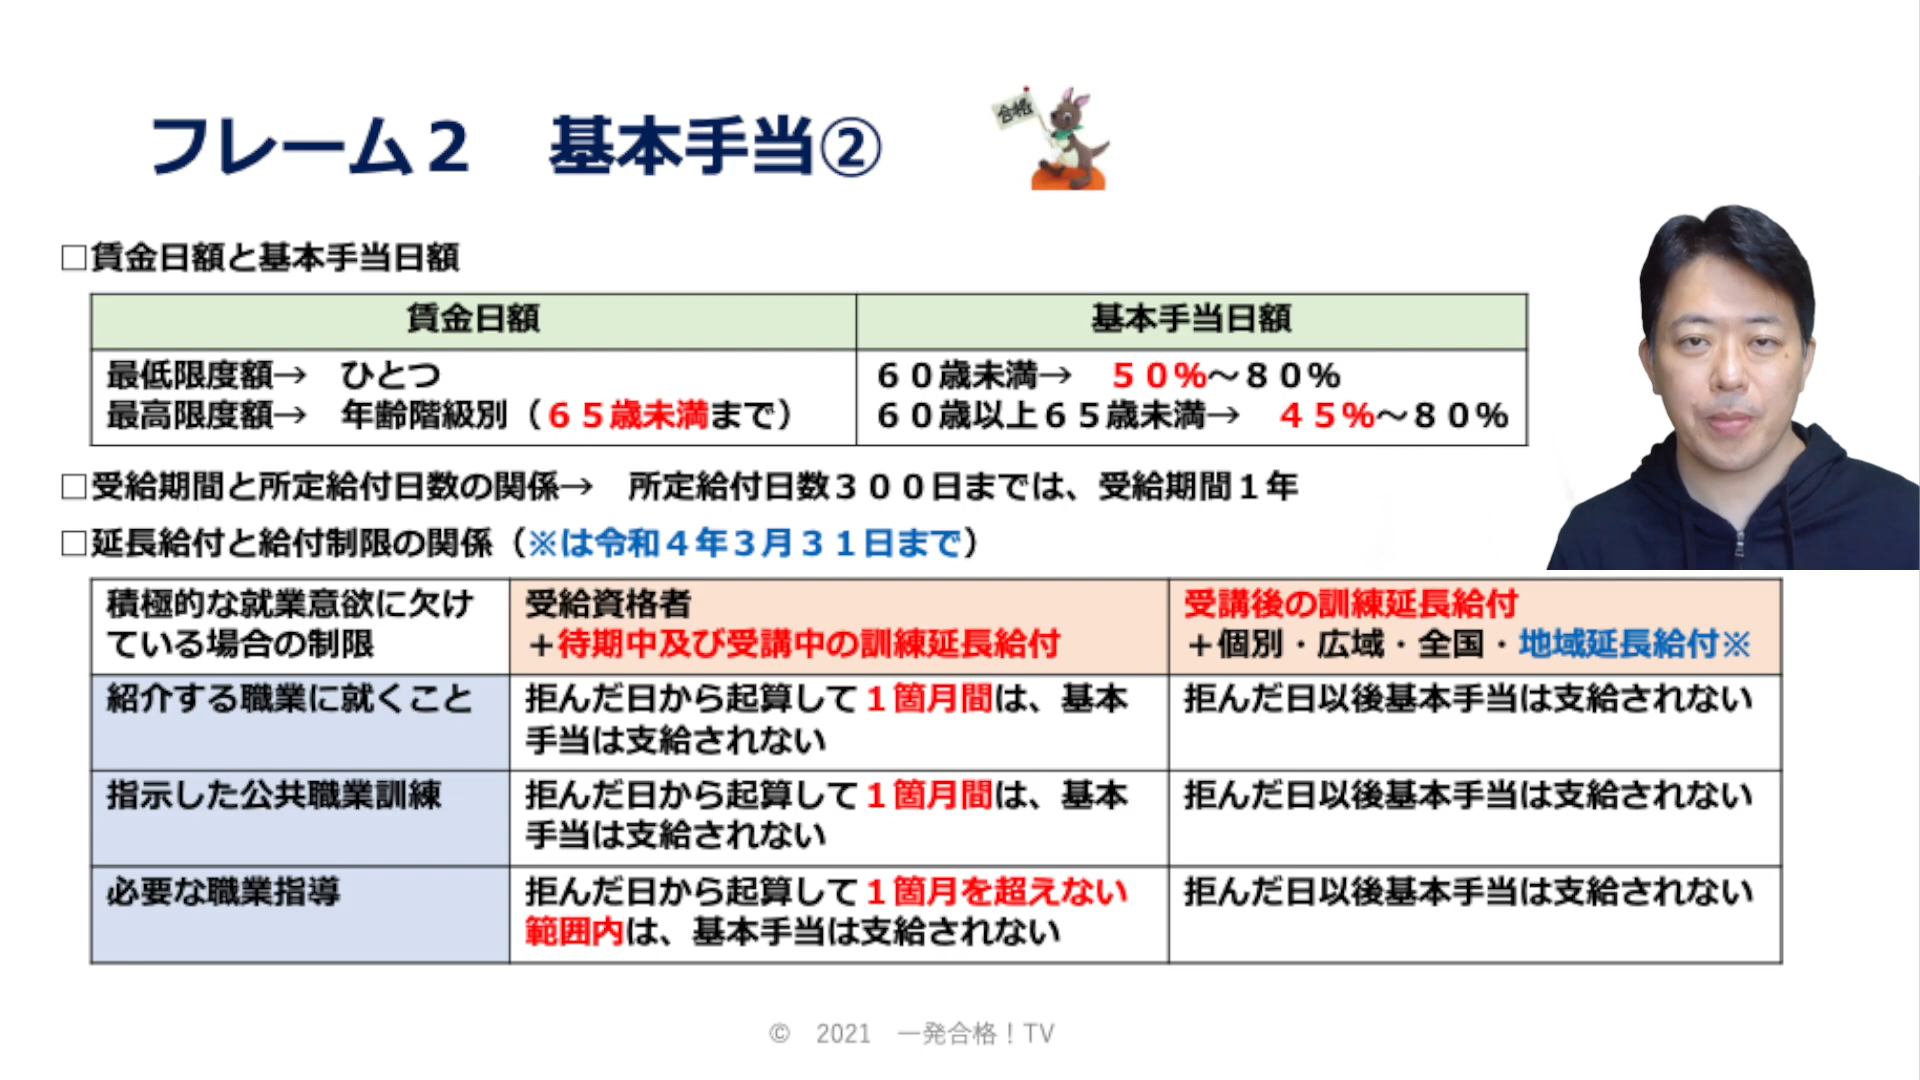 フレーム２　基本手当②
合格
□賃金日額と基本手当日額
賃金日額
基本手当日額
最低限度額→　ひとつ
最高限度額→　年齢階級別（６５歳未満まで）
６０歳未満→　５０％～８０％
６０歳以上６５歳未満→　４５％～８０％
□受給期間と所定給付日数の関係→　所定給付日数３００日までは、受給期間１年
□延長給付と給付制限の関係（※は令和４年３月３１日まで）
積極的な就業意欲に欠け
ている場合の制限
受給資格者
＋待期中及び受講中の訓練延長給付
受講後の訓練延長給付
＋個別・広域・全国・地域延長給付※
紹介する職業に就くこと
拒んだ日から起算して１箇月間は、基本
手当は支給されない
拒んだ日以後基本手当は支給されない
指示した公共職業訓練
拒んだ日から起算して１箇月間は、基本
手当は支給されない
拒んだ日以後基本手当は支給されない
必要な職業指導
拒んだ日から起算して１箇月を超えない
範囲内は、基本手当は支給されない
拒んだ日以後基本手当は支給されない
©　2021　一発合格！TV